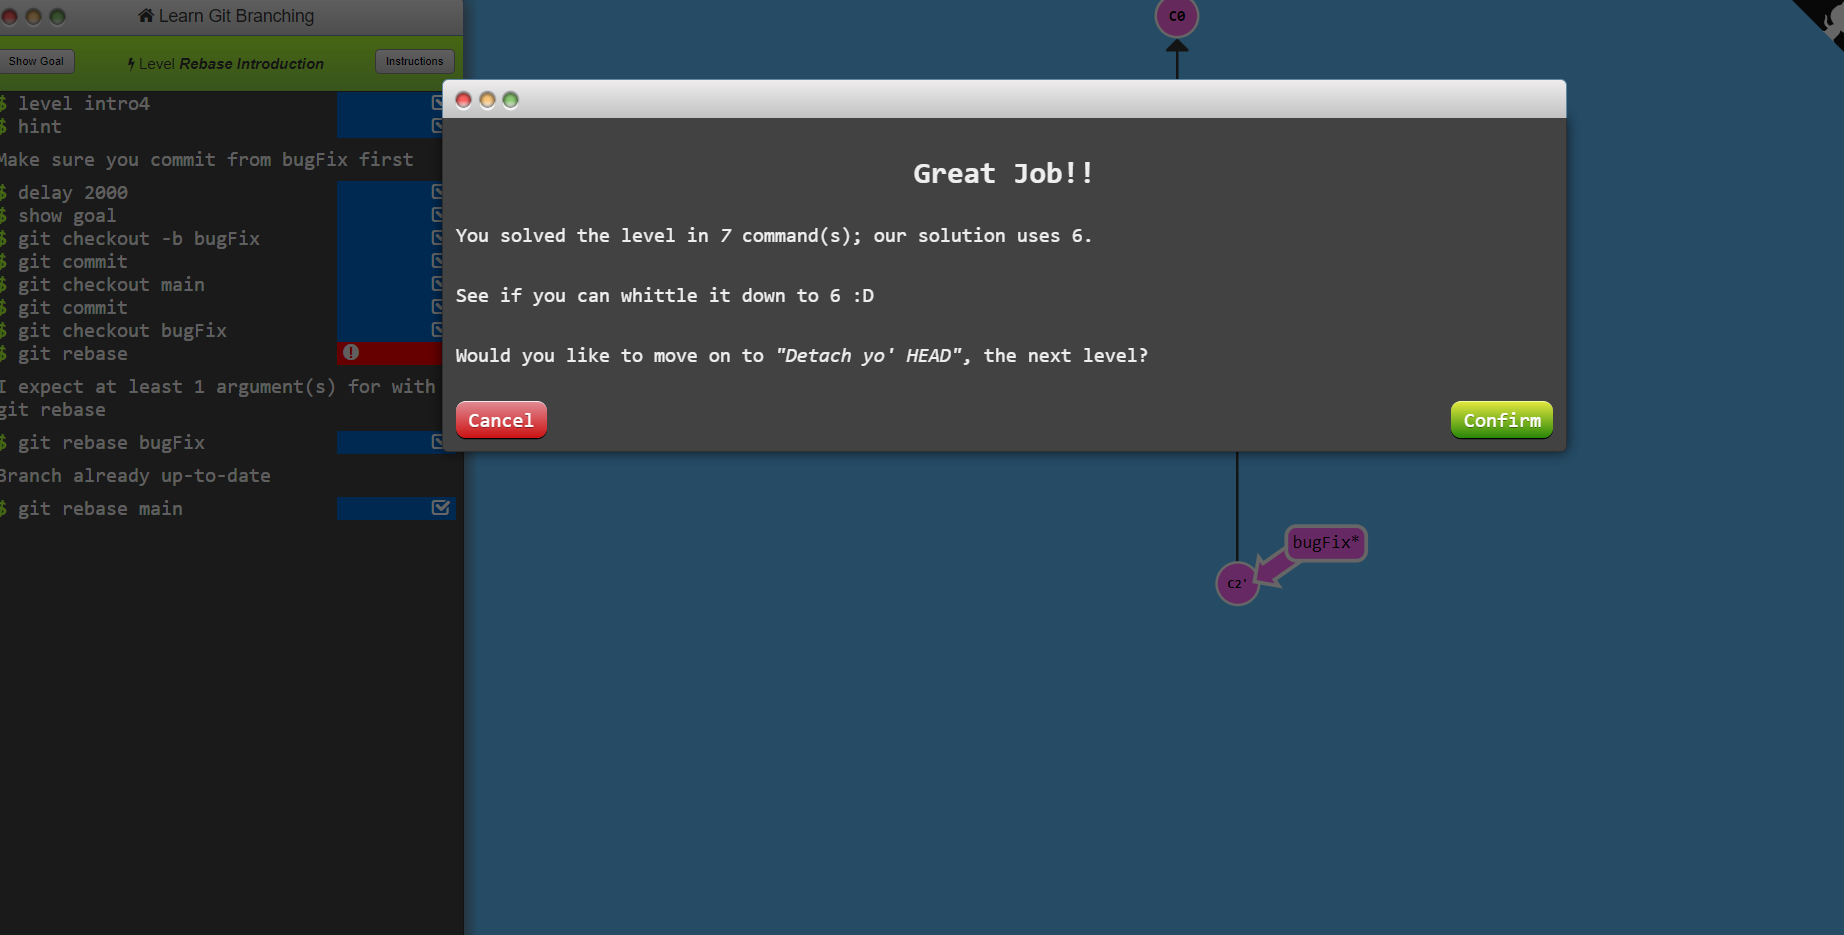 Learn Git Branching
Show Goal
Level Rebase Introduction
Instructions
$ level intro4
$ hint
Make sure you commit from bugFix first
$ delay 2000
$ show goal
$ git checkout -b bugFix
$ git commit
$ git checkout main
$ git commit
$ git checkout bugFix
$ git rebase
I expect at least 1 argument(s) for with
git rebase
$ git rebase bugFix
Branch already up-to-date
$ git rebase main
C0
Great Job!!
You solved the level in 7 command(s); our solution uses 6.
See if you can whittle it down to 6 :D
Would you like to move on to "Detach yo' HEAD", the next level?
Cancel
Confirm
bugFix*
C2'